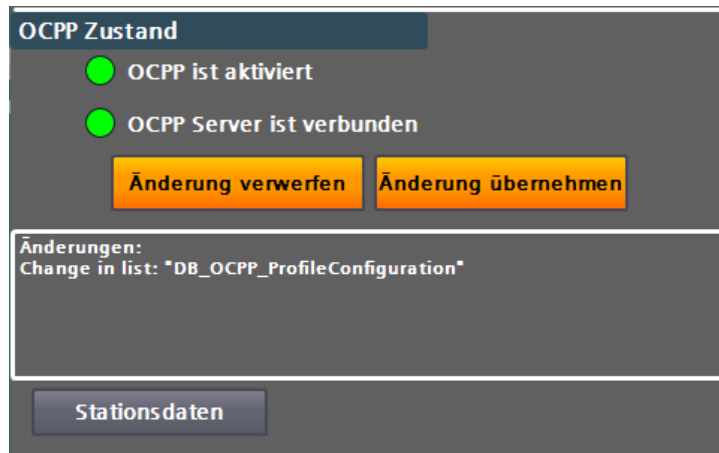 OCPP Zustand
OCPP ist aktiviert
OCPP Server ist verbunden
Änderung verwerfen
Änderung übernehmen
Änderungen:
Change in list: "DB_OCPP_ProfileConfiguration"
Stationsdaten